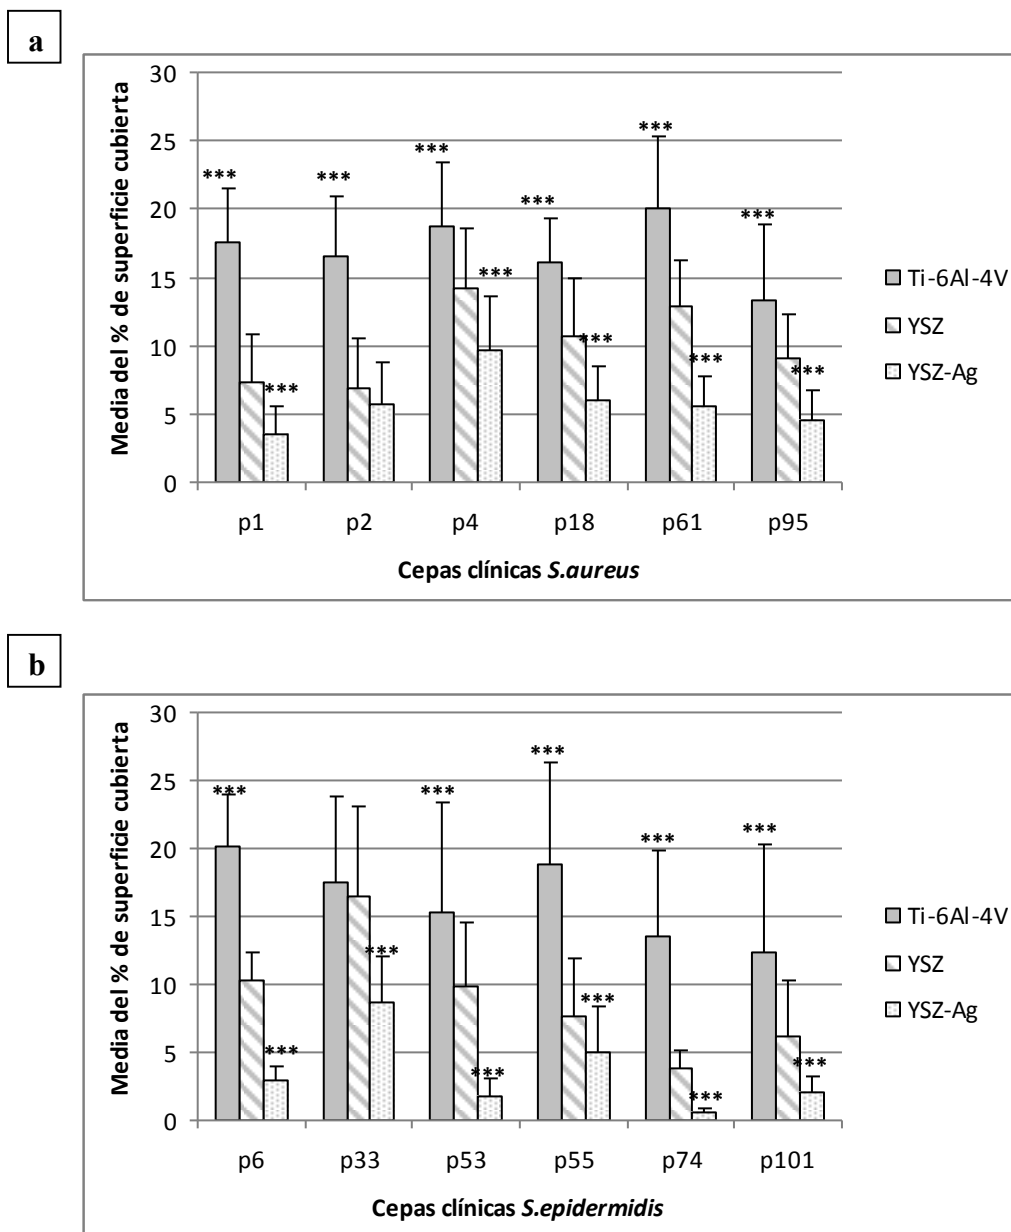 a
Media del % de superficie cubierta
30
25
20
15
10
5
0
***
***
***
***
***
***
***
***
***
***
***
p1
p2
p4
p18
p61
p95
Cepas clínicas S.aureus
Ti-6Al-4V
YSZ
YSZ-Ag
b
Media del % de superficie cubierta
30
25
20
15
10
5
0
***
***
***
***
***
***
***
***
***
***
***
p6
p33
p53
p55
p74
p101
Cepas clínicas S.epidermidis
Ti-6Al-4V
YSZ
YSZ-Ag